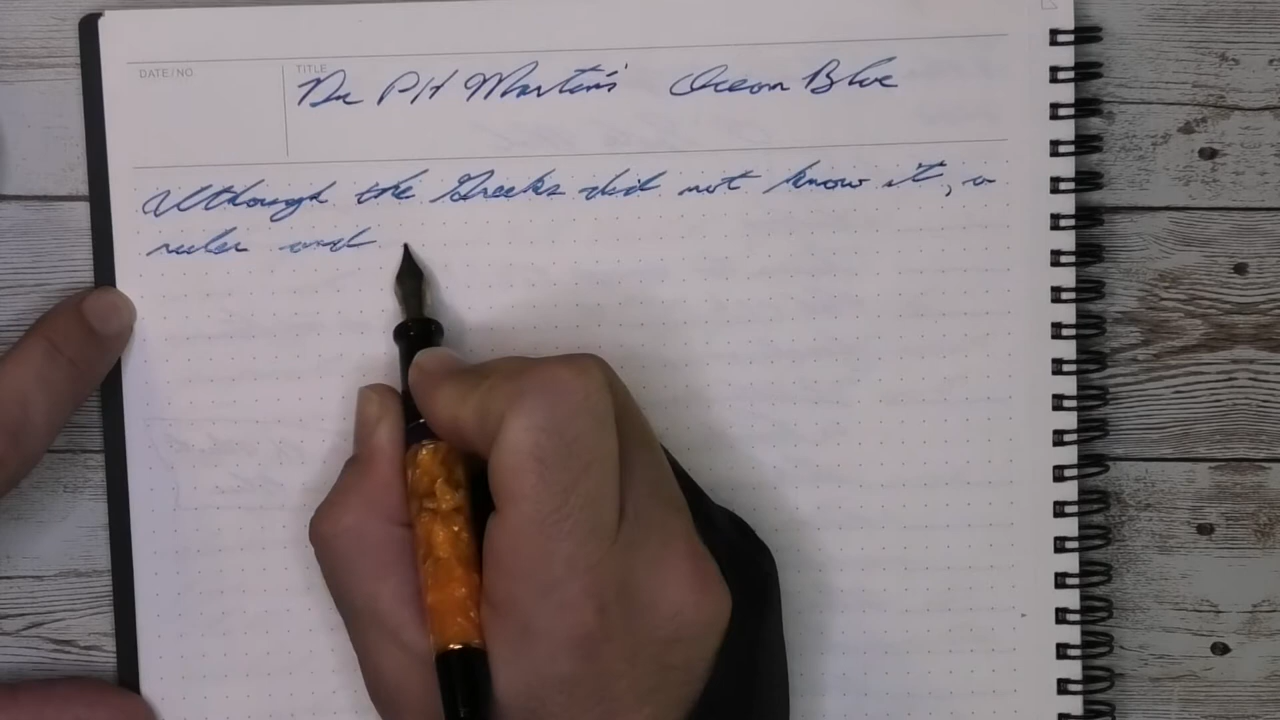 DATE/NO.
TITLE
Dr PH Martin's Ocean Blue
Although the Greeks did not know it, a
ruler and